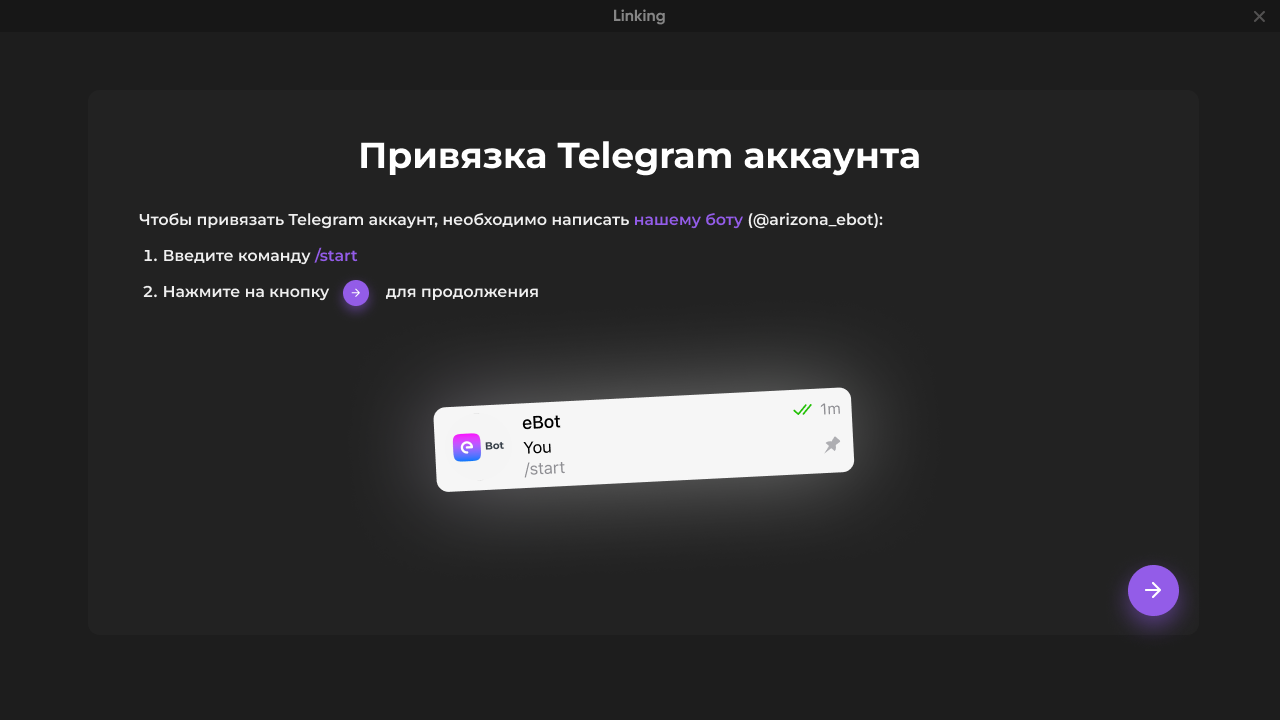 Linking
Привязка Telegram аккаунта
Чтобы привязать Telegram аккаунт, необходимо написать нашему боту (@arizona_ebot):
1. Введите команду /start
2. Нажмите на кнопку для продолжения
eBot 1m
Bot You
/start